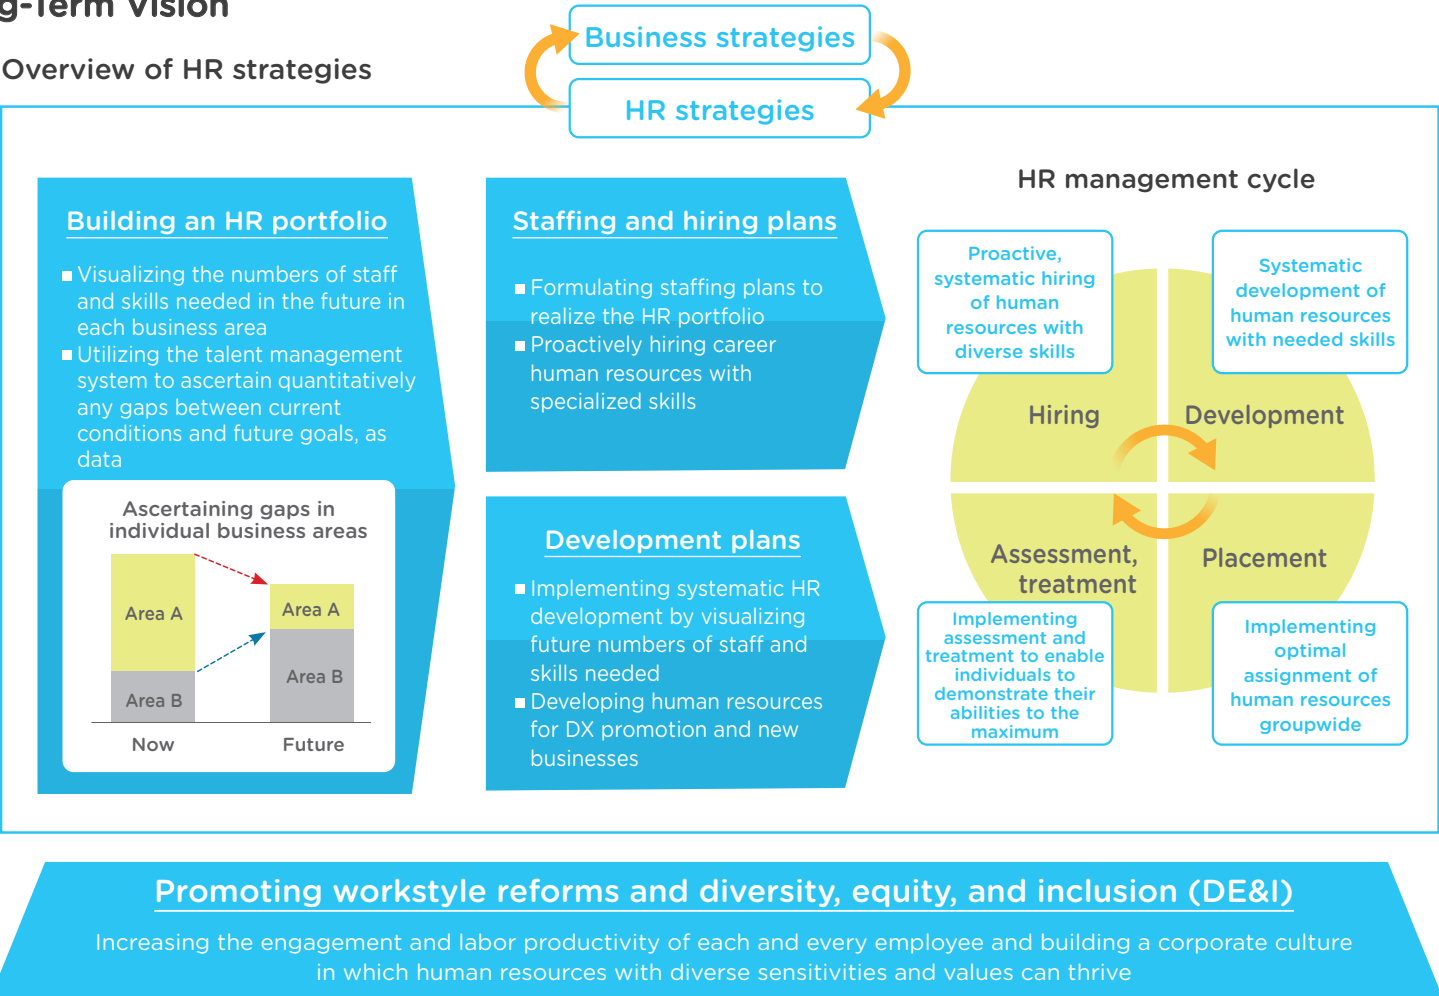 g-Term Vision
Overview of HR strategies
Business strategies
HR strategies
Building an HR portfolio
Visualizing the numbers of staff
and skills needed in the future in
each business area
Utilizing the talent management
system to ascertain quantitatively
any gaps between current
conditions and future goals, as
data
Ascertaining gaps in
individual business areas
Area A
Area B
Area A
Area B
Now
Future
Staffing and hiring plans
Formulating staffing plans to
realize the HR portfolio
Proactively hiring career
human resources with
specialized skills
Development plans
Implementing systematic HR
development by visualizing
future numbers of staff and
skills needed
Developing human resources
for DX promotion and new
businesses
HR management cycle
Proactive,
systematic hiring
of human
resources with
diverse skills
Systematic
development of
human resources
with needed skills
Hiring
Development
Assessment,
treatment
Placement
Implementing
assessment and
treatment to enable
individuals to
demonstrate their
abilities to the
maximum
Implementing
optimal
assignment of
human resources
groupwide
Promoting workstyle reforms and diversity, equity, and inclusion (DE&I)
Increasing the engagement and labor productivity of each and every employee and building a corporate culture
in which human resources with diverse sensitivities and values can thrive